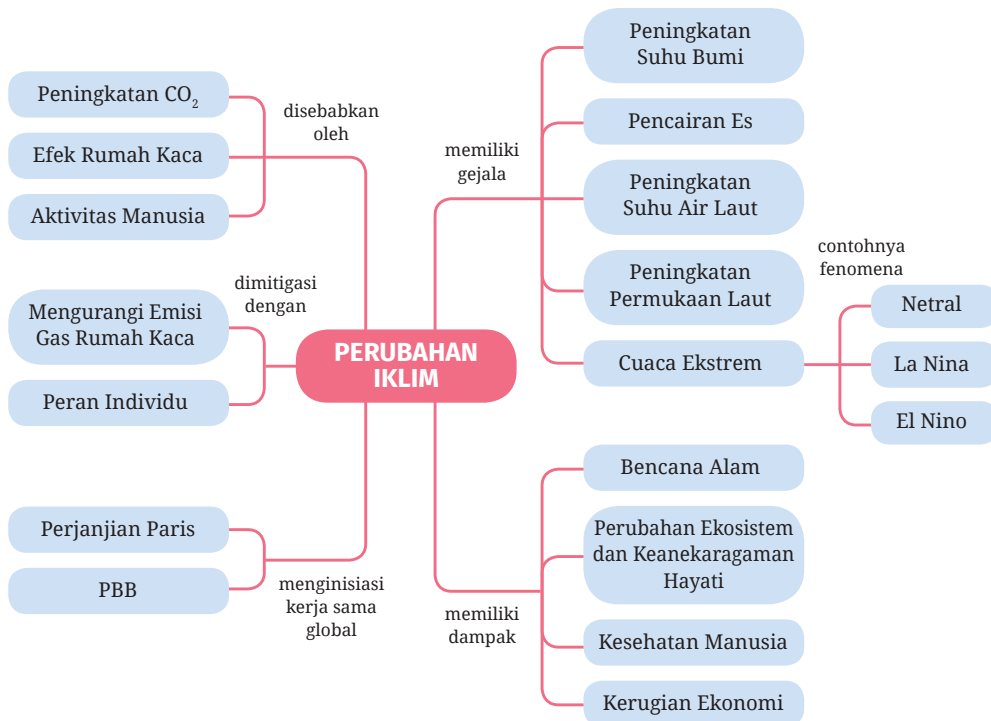 PERUBAHAN
IKLIM
disebabkan
oleh
Peningkatan CO₂
Efek Rumah Kaca
Aktivitas Manusia
dimitigasi
dengan
Mengurangi Emisi
Gas Rumah Kaca
Peran Individu
menginisiasi
kerja sama
global
Perjanjian Paris
PBB
memiliki
gejala
Peningkatan
Suhu Bumi
Pencairan Es
Peningkatan
Suhu Air Laut
Peningkatan
Permukaan Laut
Cuaca Ekstrem
contohnya
fenomena
Netral
La Nina
El Nino
memiliki
dampak
Bencana Alam
Perubahan Ekosistem
dan Keanekaragaman
Hayati
Kesehatan Manusia
Kerugian Ekonomi